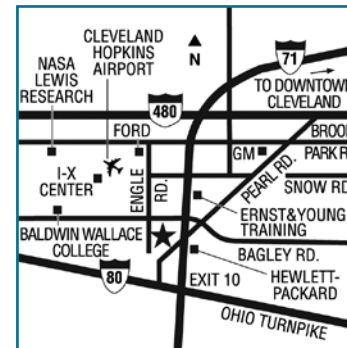 CLEVELAND
HOPKINS
AIRPORT
NASA
LEWIS
RESEARCH
N
71
TO DOWNTOWN
CLEVELAND
480
FORD
BROO
PARK R
GM
I-X
CENTER
ENGLE
RD.
PEARL RD.
SNOW RD
ERNST&YOUNG
TRAINING
BALDWIN WALLACE
COLLEGE
BAGLEY RD.
80
EXIT 10
HEWLETT-
PACKARD
OHIO TURNPIKE